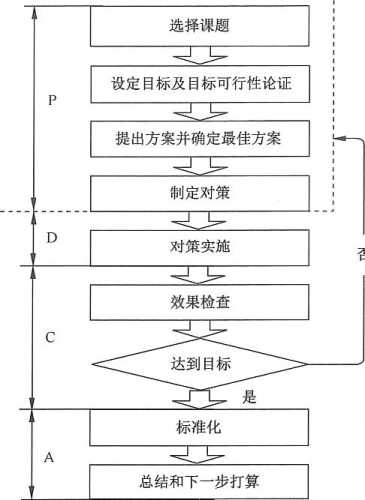 选择课题
P
设定目标及目标可行性论证
提出方案并确定最佳方案
制定对策
D
对策实施
否
效果检查
C
达到目标
是
标准化
A
总结和下一步打算